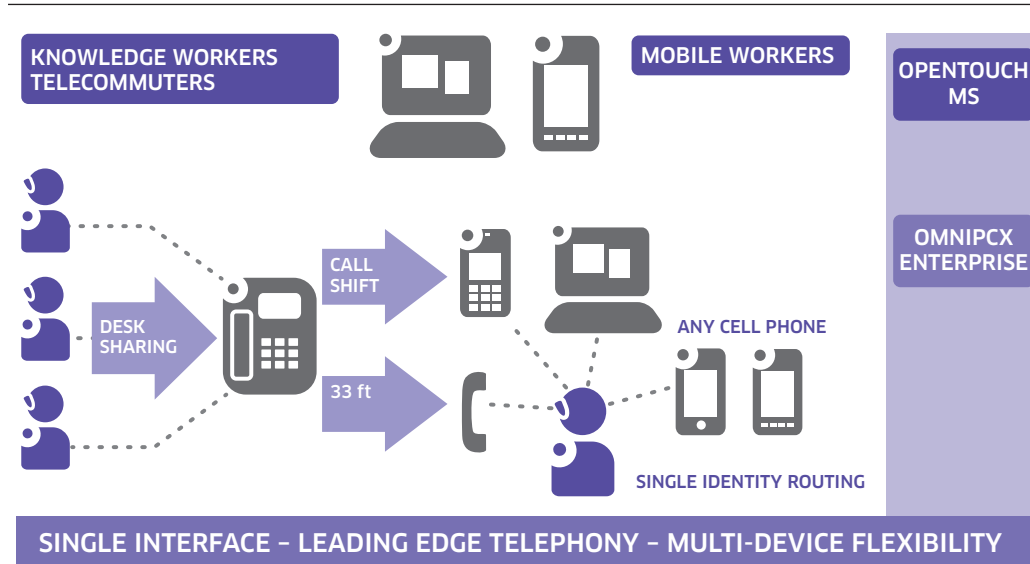 KNOWLEDGE WORKERS
TELECOMMUTERS
MOBILE WORKERS
OPENTOUCH
MS
OMNIPCX
ENTERPRISE
CALL
SHIFT
DESK
SHARING
ANY CELL PHONE
33 ft
SINGLE IDENTITY ROUTING
SINGLE INTERFACE – LEADING EDGE TELEPHONY – MULTI-DEVICE FLEXIBILITY